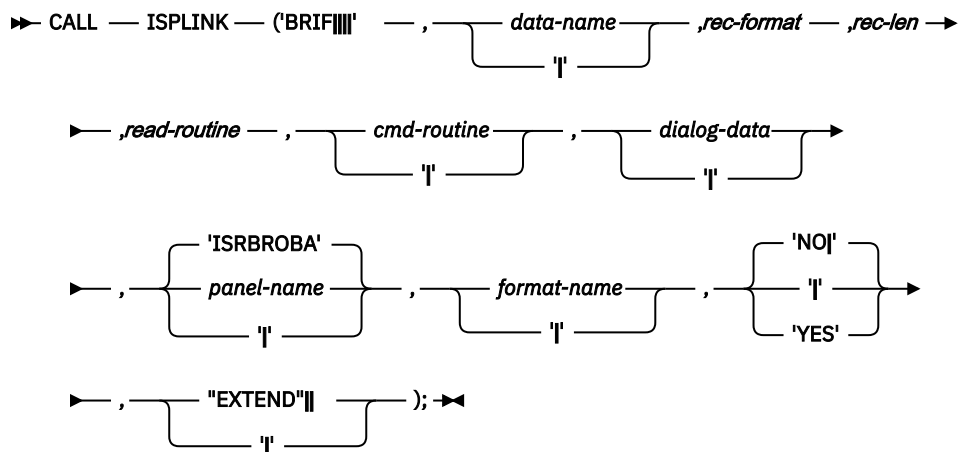 CALL ISPLINK ('BRIF||||' , data-name ,rec-format ,rec-len
'|'
,read-routine , cmd-routine , dialog-data
'|' '|'
'ISRBROBA' 'NO|'
, panel-name , format-name , '|'
'|' '|' 'YES'
, "EXTEND"|| );
'|'